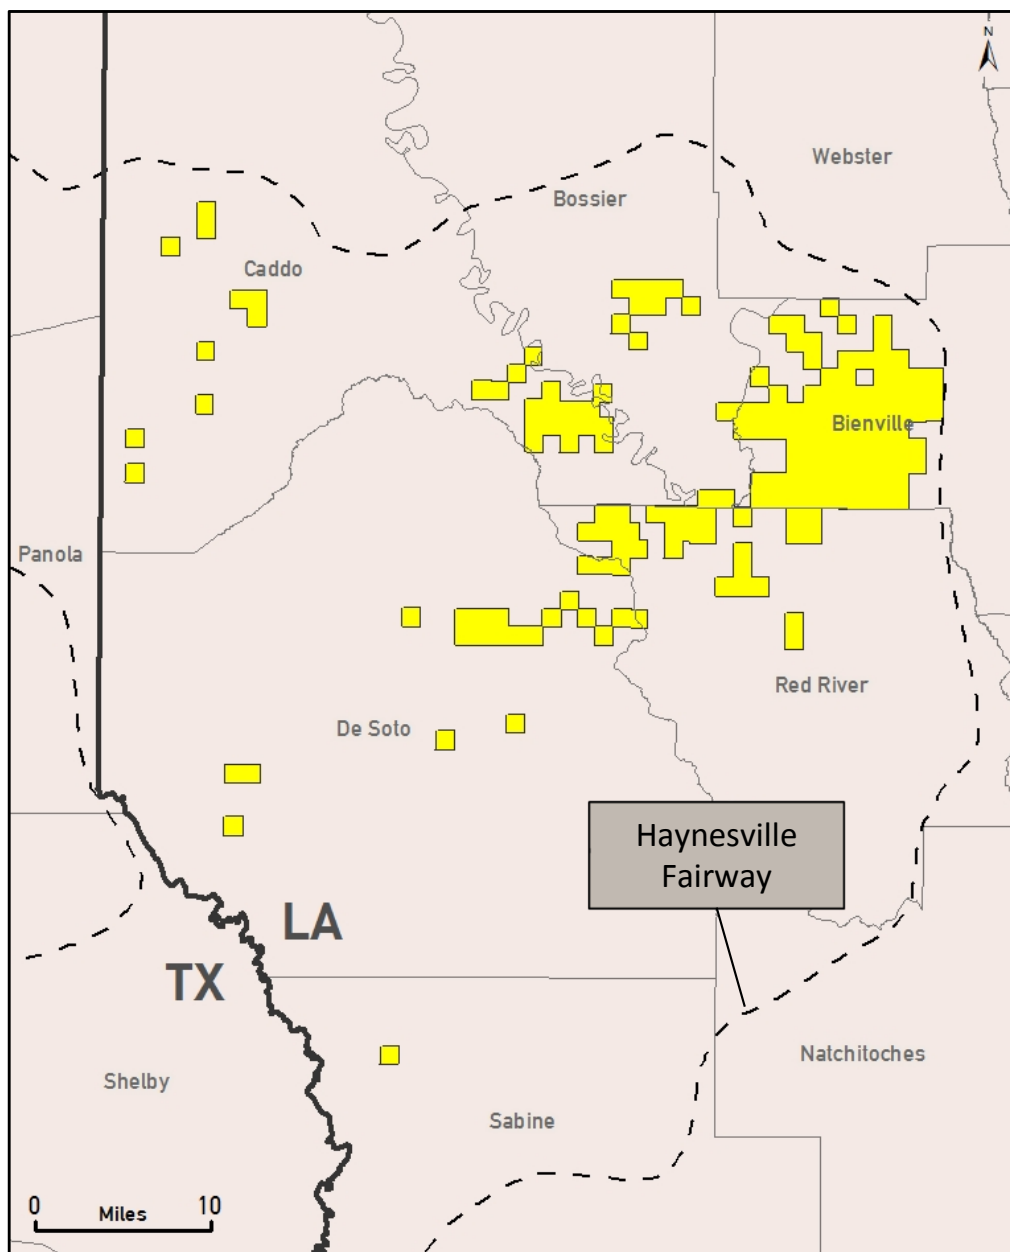 N
Webster
Bossier
Caddo
Bienville
Panola
Red River
De Soto
Haynesville
Fairway
LA
TX
Natchitoches
Shelby
Sabine
0 10
Miles